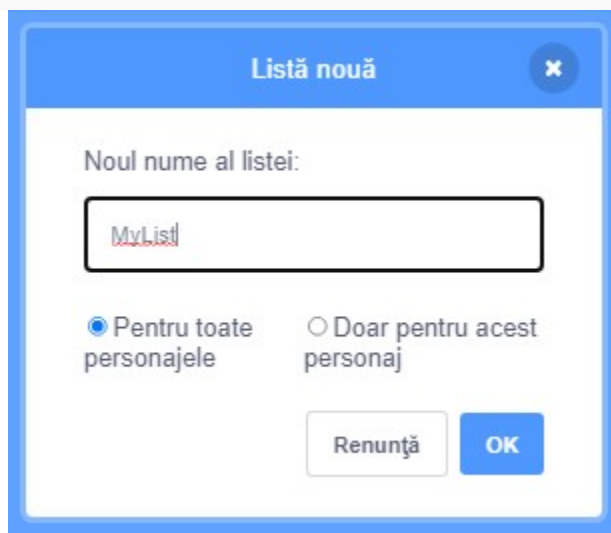 Listă nouă
Noul nume al listei:
MyList
Pentru toate personajele
Doar pentru acest personaj
Renunţă
OK